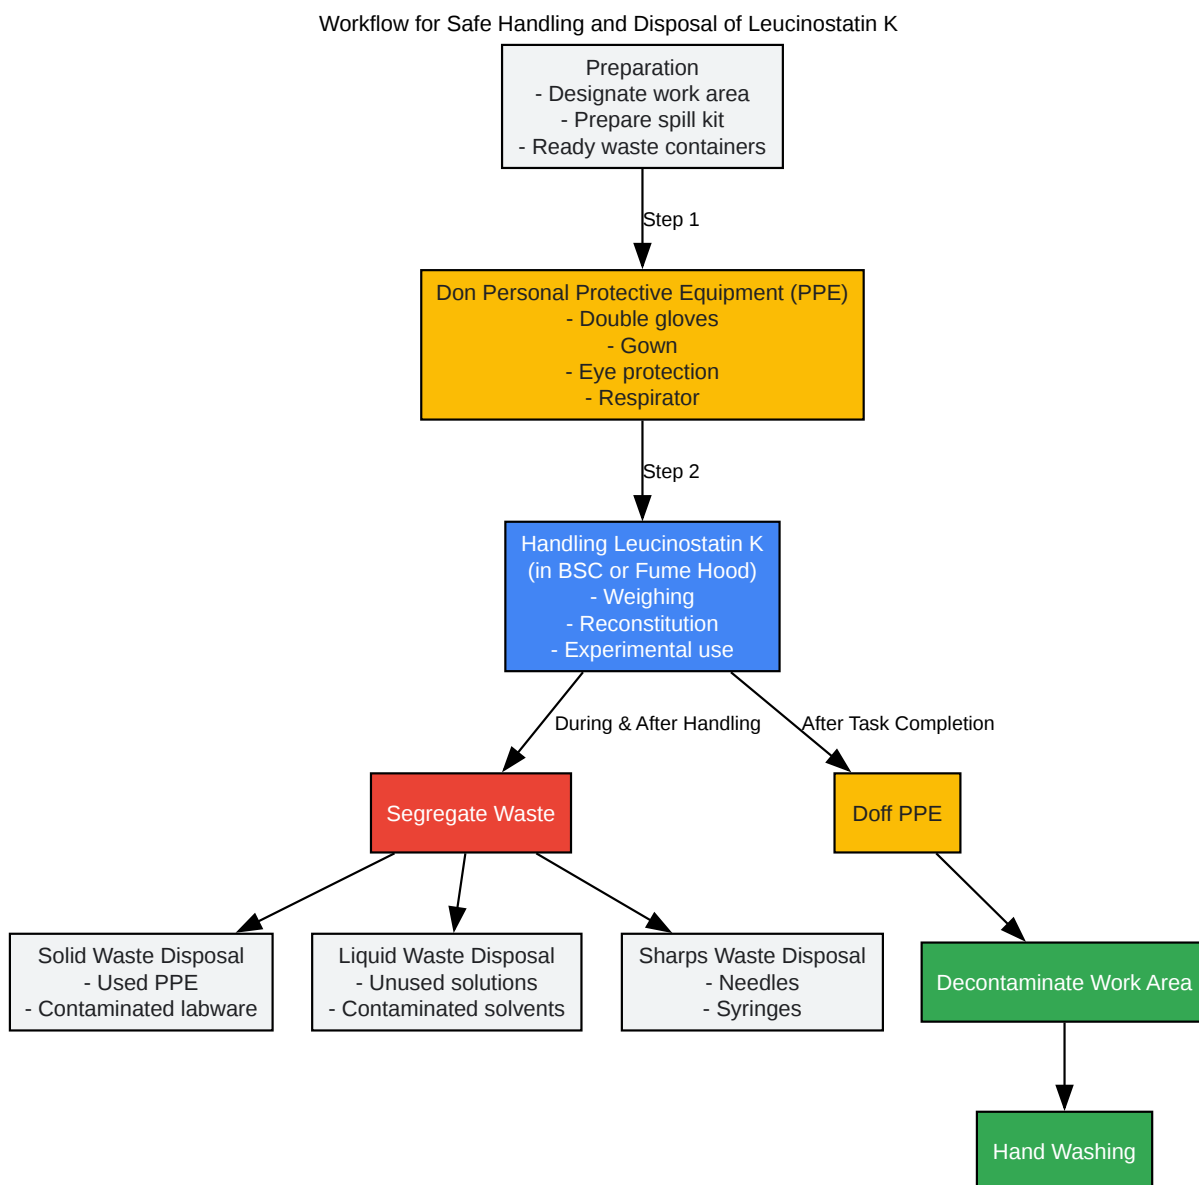 Workflow for Safe Handling and Disposal of Leucinostatin K
Preparation
- Designate work area
- Prepare spill kit
- Ready waste containers
Step 1
Don Personal Protective Equipment (PPE)
- Double gloves
- Gown
- Eye protection
- Respirator
Step 2
Handling Leucinostatin K
(in BSC or Fume Hood)
- Weighing
- Reconstitution
- Experimental use
During & After Handling
After Task Completion
Segregate Waste
Doff PPE
Solid Waste Disposal
- Used PPE
- Contaminated labware
Liquid Waste Disposal
- Unused solutions
- Contaminated solvents
Sharps Waste Disposal
- Needles
- Syringes
Decontaminate Work Area
Hand Washing